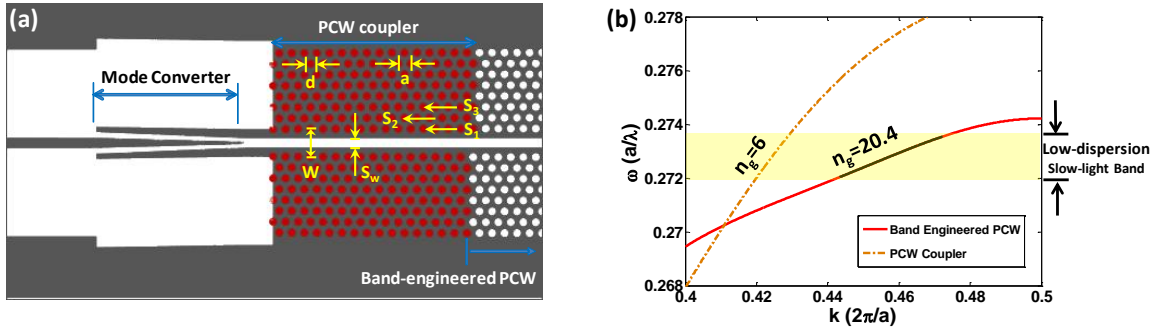 (a)
PCW coupler
Mode Converter
d
a
S3
S2
S1
W
Sw
Band-engineered PCW
(b)
0.278
0.276
0.274
0.272
0.27
0.268
ω (a/λ)
0.4
0.42
0.44
0.46
0.48
0.5
k (2π/a)
ng=6
ng=20.4
Low-dispersion
Slow-light Band
Band Engineered PCW
PCW Coupler